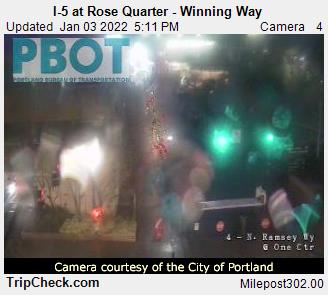 I-5 at Rose Quarter - Winning Way
Updated Jan 03 2022 5:11 PM Camera 4
PBOT
PORTLAND BUREAU OF TRANSPORTATION
4 - N. Ramsey Wy
@ One Ctr
Camera courtesy of the City of Portland
TripCheck.com Milepost302.00